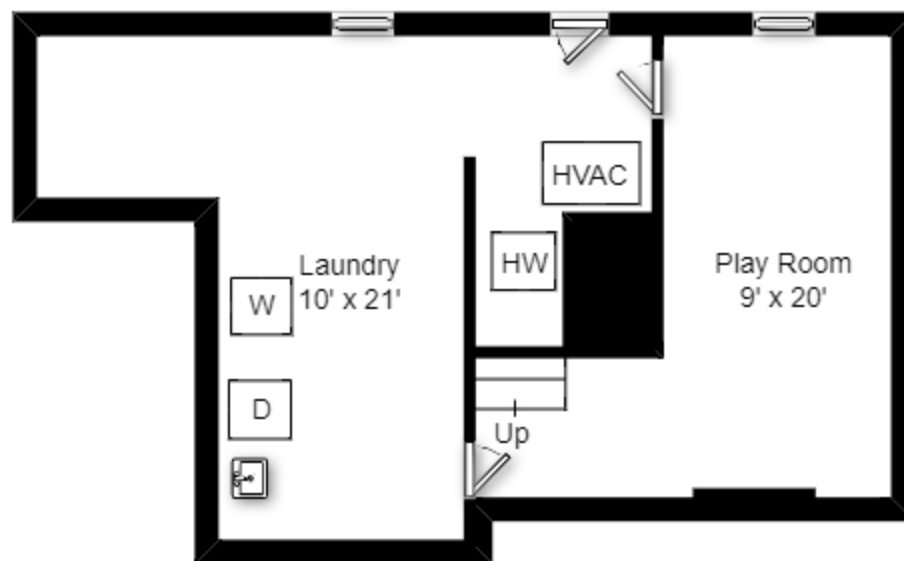 HVAC
Laundry
10' x 21'
HW
Play Room
9' x 20'
W
D
Up